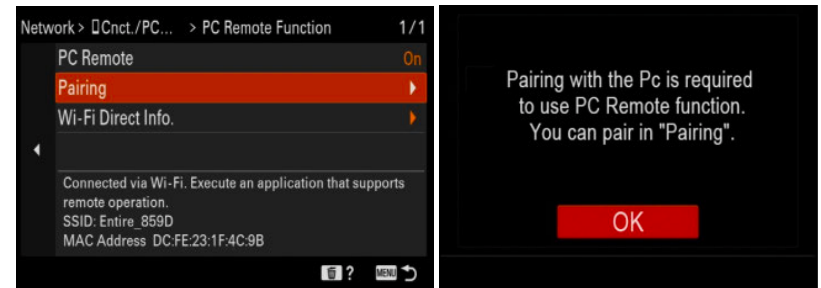 Network > Cnct./PC... > PC Remote Function 1/1
PC Remote On
Pairing
Wi-Fi Direct Info.
Connected via Wi-Fi. Execute an application that supports
remote operation.
SSID: Entire_859D
MAC Address DC:FE:23:1F:4C:9B
? MENU
Pairing with the Pc is required
to use PC Remote function.
You can pair in "Pairing".
OK